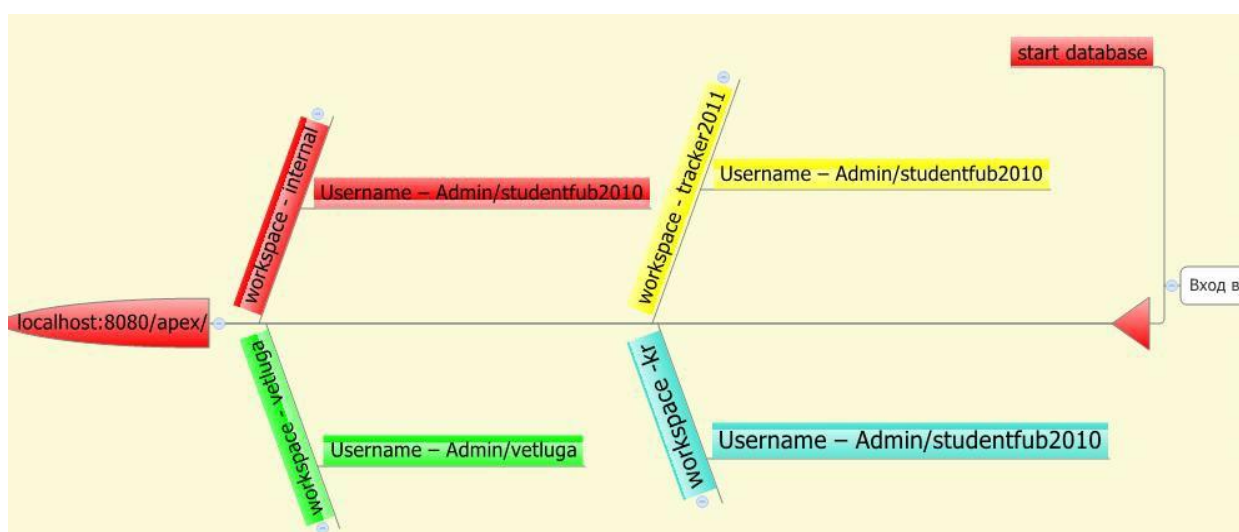 start database
workspace - internal
Username – Admin/studentfub2010
workspace - tracker2011
Username – Admin/studentfub2010
Вход в
localhost:8080/apex/
workspace - vetluga
Username – Admin/vetluga
workspace -kr
Username – Admin/studentfub2010